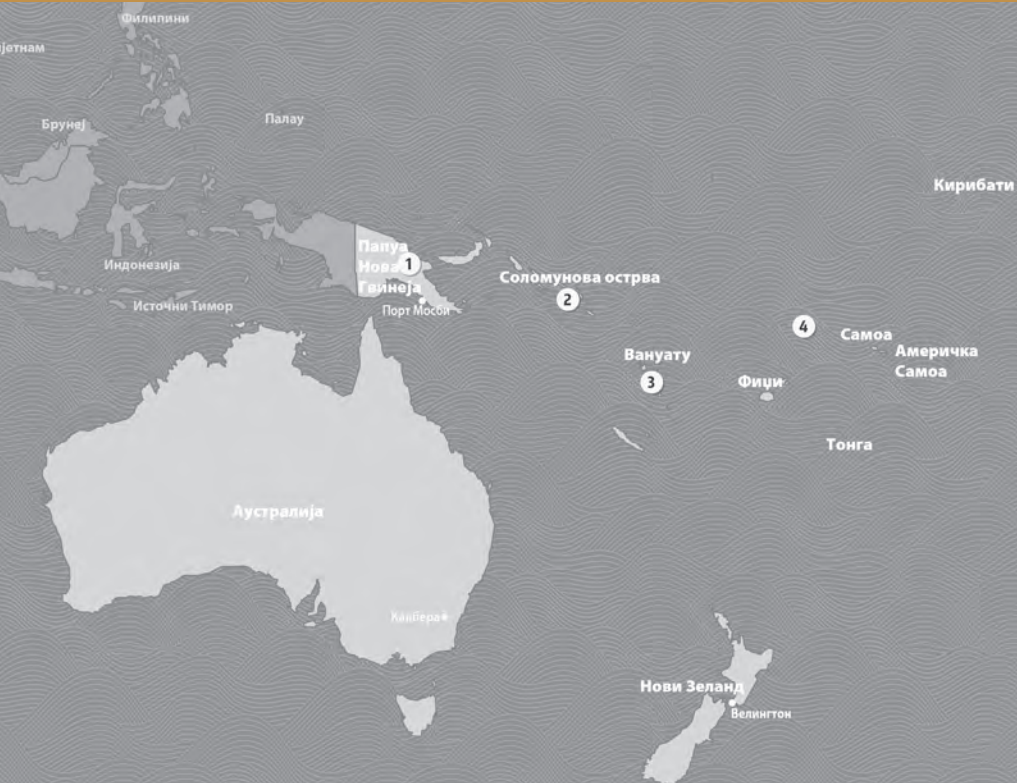 Филипини
јетнам
Палау
Брунеј
Кирибати
Папуа
Нова
Гвинеја
1
Индонезија
Соломунова острва
2
Источни Тимор
Порт Мозби
4
Самоа
Америчка
Самоа
Вануату
3
Фиџи
Тонга
Аустралија
Канбера
Нови Зеланд
Велингтон